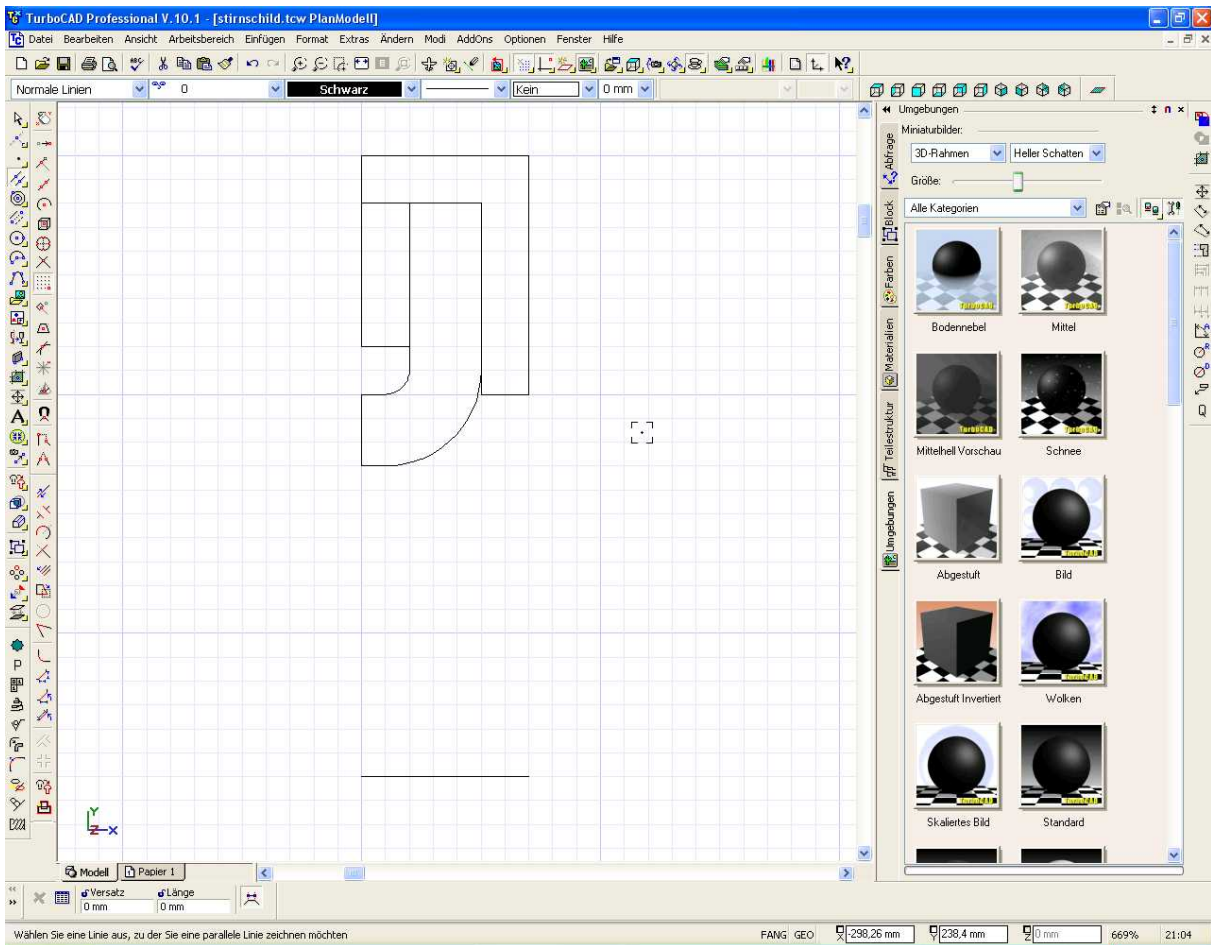 TurboCAD Professional V.10.1 - [stirnschild.tcw PlanModell]
Datei Bearbeiten Ansicht Arbeitsbereich Einfügen Format Extras Ändern Modi AddOns Optionen Fenster Hilfe
Normale Linien 0 Schwarz Kein 0 mm
Umgebungen
Miniaturbilder:
3D-Rahmen Heller Schatten
Größe:
Alle Kategorien
Abfrage
Block
Farben
Materialien
Teilestruktur
Umgebungen
Bodennebel Mittel
Mittelhell Vorschau Schnee
Abgestuft Bild
Abgestuft Invertiert Wolken
Skaliertes Bild Standard
Y
Z X
Modell Papier 1
Versatz Länge
0 mm 0 mm
Wählen Sie eine Linie aus, zu der Sie eine parallele Linie zeichnen möchten FANG GEO X -298,26 mm Y 238,4 mm Z 0 mm 669% 21:04